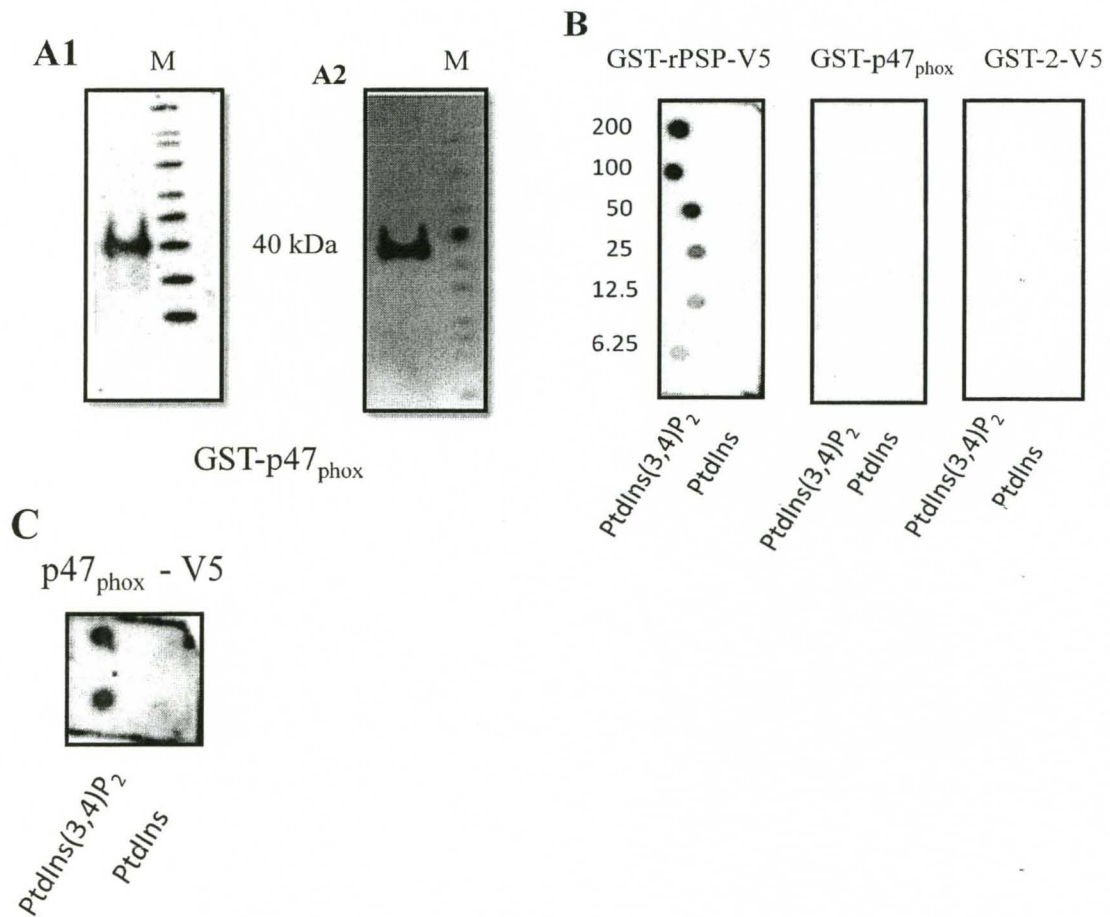 A1
M
A2
M
40 kDa
GST-p47phox
B
GST-rPSP-V5
GST-p47phox
GST-2-V5
200
100
50
25
12.5
6.25
PtdIns(3,4)P2
PtdIns
PtdIns(3,4)P2
PtdIns
PtdIns(3,4)P2
PtdIns
C
p47phox - V5
PtdIns(3,4)P2
PtdIns